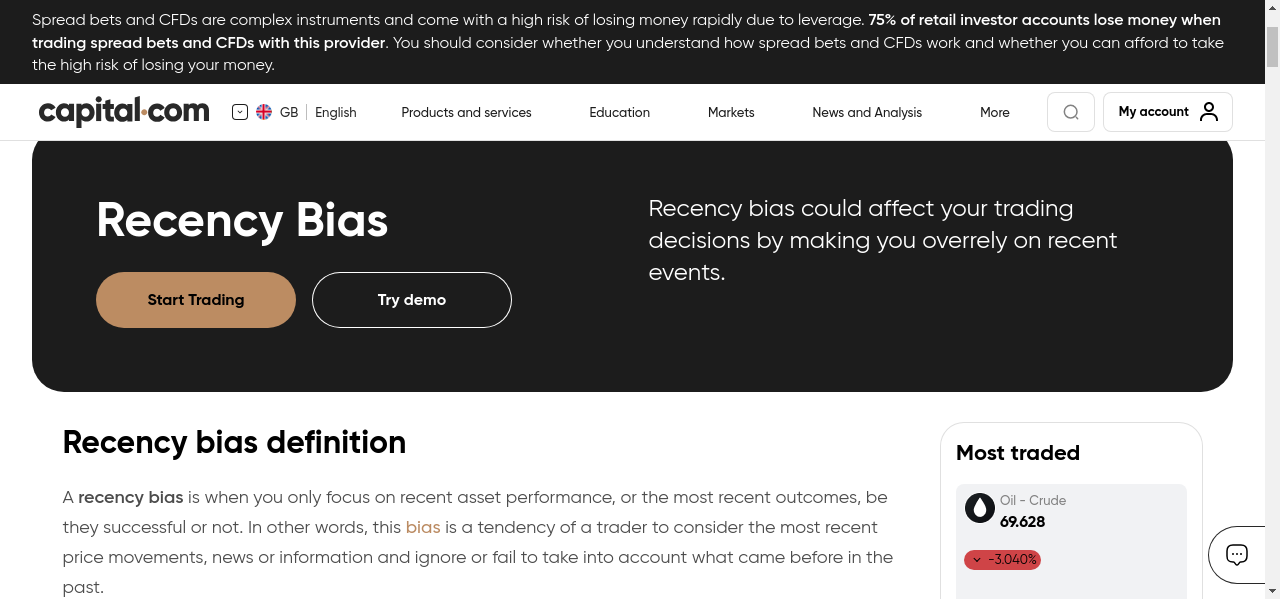 Spread bets and CFDs are complex instruments and come with a high risk of losing money rapidly due to leverage. 75% of retail investor accounts lose money when
trading spread bets and CFDs with this provider. You should consider whether you understand how spread bets and CFDs work and whether you can afford to take
the high risk of losing your money.
capital.com GB English Products and services Education Markets News and Analysis More My account
Recency Bias
Start Trading Try demo
Recency bias could affect your trading
decisions by making you overrely on recent
events.
Recency bias definition
A recency bias is when you only focus on recent asset performance, or the most recent outcomes, be
they successful or not. In other words, this bias is a tendency of a trader to consider the most recent
price movements, news or information and ignore or fail to take into account what came before in the
past.
Most traded
Oil - Crude
69.628
-3.040%